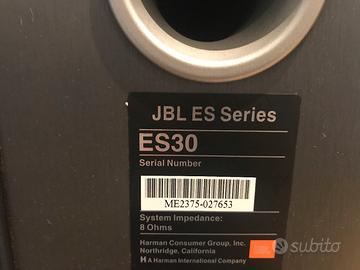 JBL ES Series
ES30
Serial Number
ME2375-027653
System Impedance:
8 Ohms
Harman Consumer Group, Inc.
Northridge, California
H A Harman International Company
JBL
subito